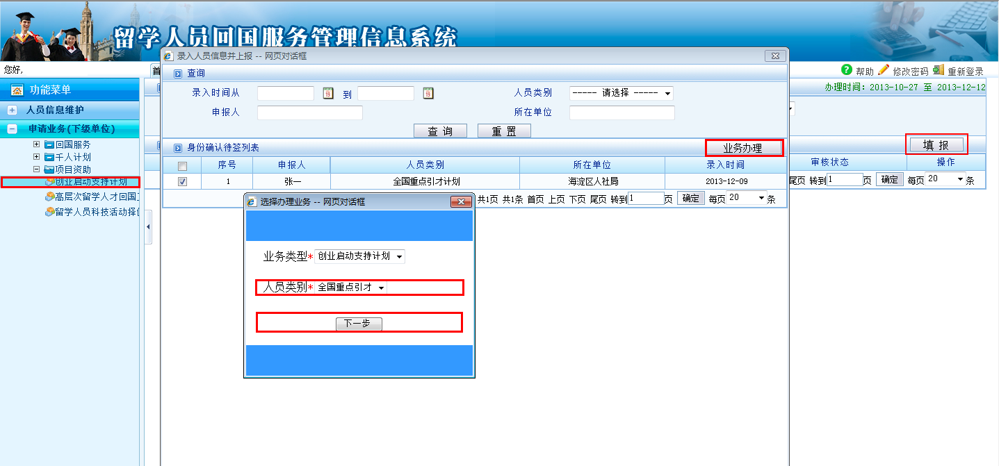 留学人员回国服务管理信息系统
录入人员信息并上报 -- 网页对话框
您好,
首
帮助 修改密码 重新登录
功能菜单
查询
办理时间：2013-10-27 至 2013-12-12
录入时间从 到 人员类别 ----- 请选择 -----
人员信息维护
申报人 所在单位
申请业务(下级单位)
查 询 重 置
回国服务
身份确认待签列表 业务办理 填 报
千人计划
序号 申报人 人员类别 所在单位 录入时间 审核状态 操作
项目资助
创业启动支持计划
1 张一 全国重点引才计划 海淀区人社局 2013-12-09
尾页 转到1 页 确定 每页 20 条
高层次留学人才回国
共1页 共1条 首页 上页 下页 尾页 转到1 页 确定 每页 20 条
选择办理业务 -- 网页对话框
留学人员科技活动择
业务类型* 创业启动支持计划
人员类别* 全国重点引才
下一步